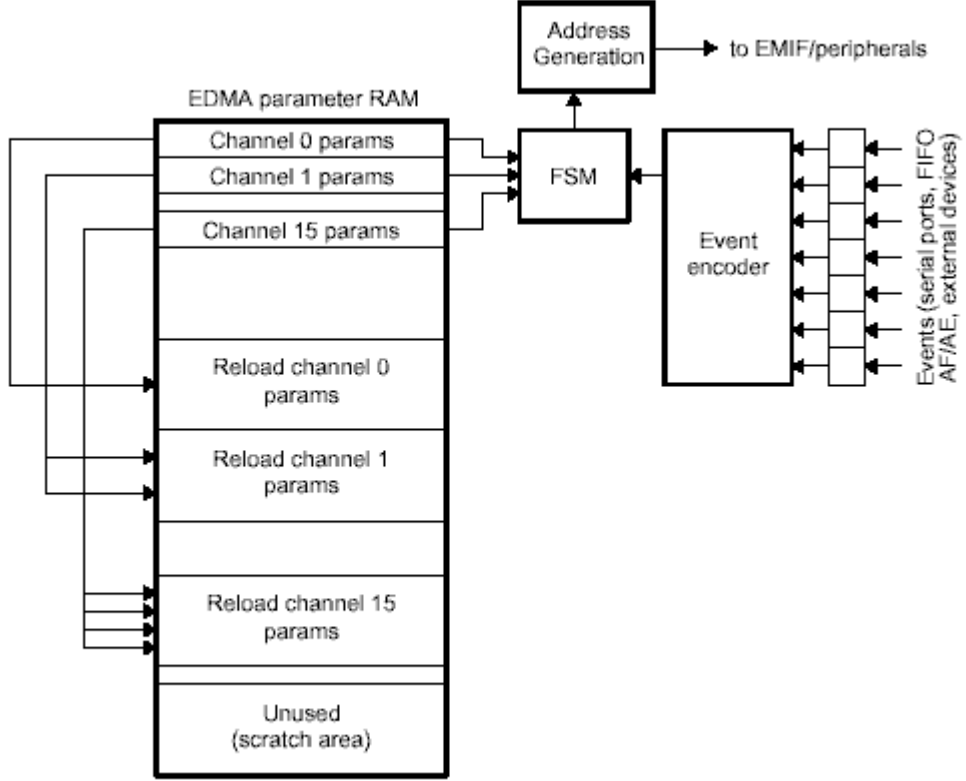 Address
Generation
to EMIF/peripherals
EDMA parameter RAM
Channel 0 params
Channel 1 params
Channel 15 params
FSM
Event
encoder
Events (serial ports, FIFO
AF/AE, external devices)
Reload channel 0
params
Reload channel 1
params
Reload channel 15
params
Unused
(scratch area)